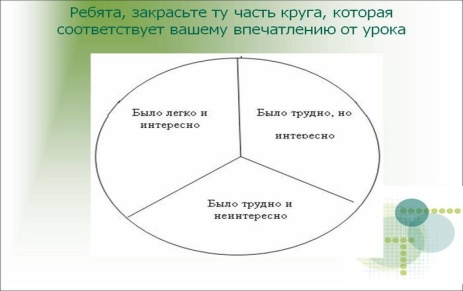 Ребята, закрасьте ту часть круга, которая
соответствует вашему впечатлению от урока
Было легко и
интересно
Было трудно, но
интересно
Было трудно и
неинтересно